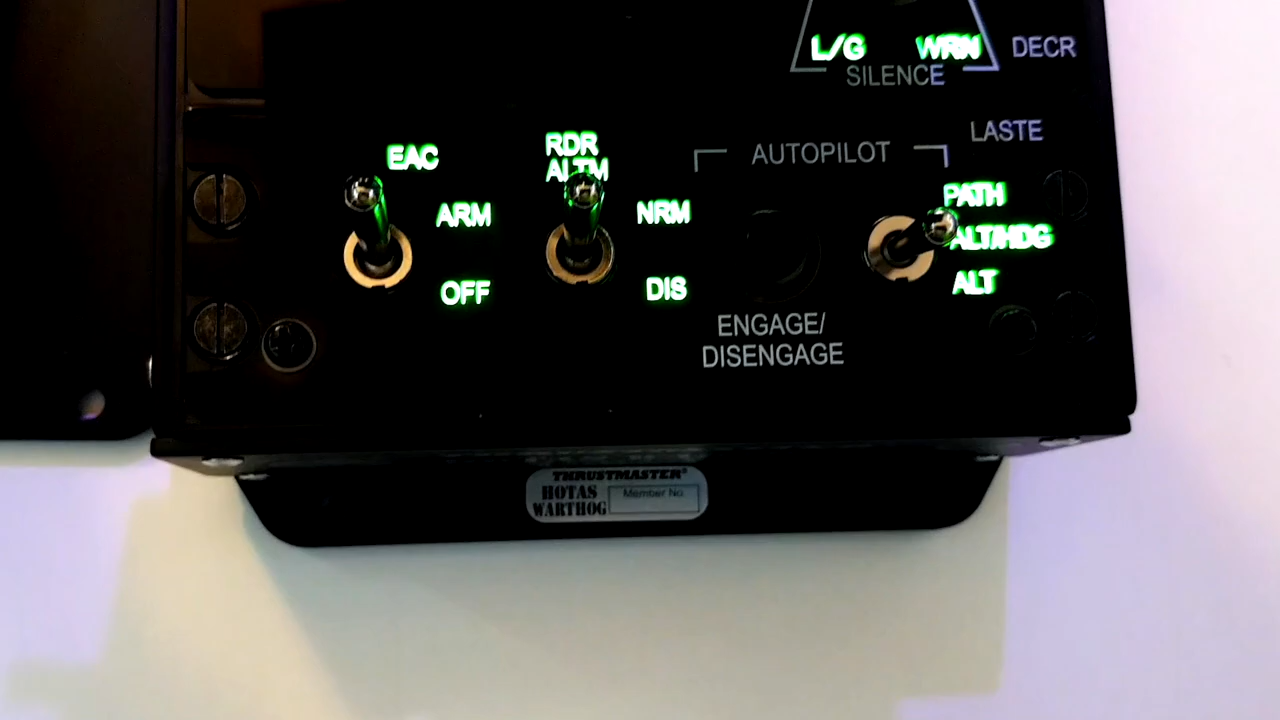 L/G WRN DECR
SILENCE
LASTE
EAC
RDR
ALTM
AUTOPILOT
PATH
ARM
NRM
ALT/HDG
OFF
DIS
ALT
ENGAGE/
DISENGAGE
THRUSTMASTER
HOTAS
WARTHOG
Member No